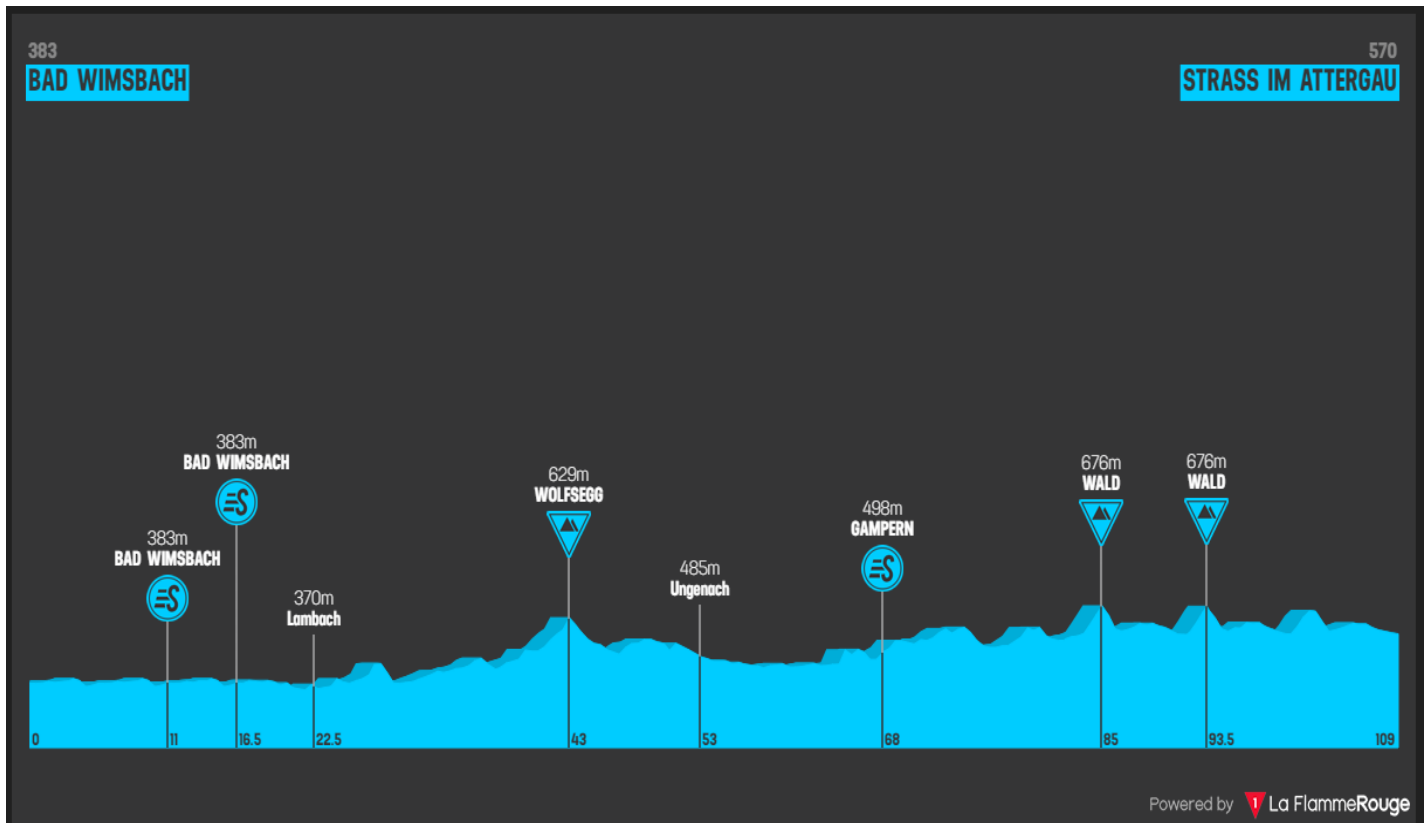 383
BAD WIMSBACH
570
STRASS IM ATTERGAU
383m
BAD WIMSBACH
S
383m
BAD WIMSBACH
S
370m
Lambach
629m
WOLFSEGG
485m
Ungenach
498m
GAMPERN
S
676m
WALD
676m
WALD
0
11
16.5
22.5
43
53
68
85
93.5
109
Powered by 1 La FlammeRouge